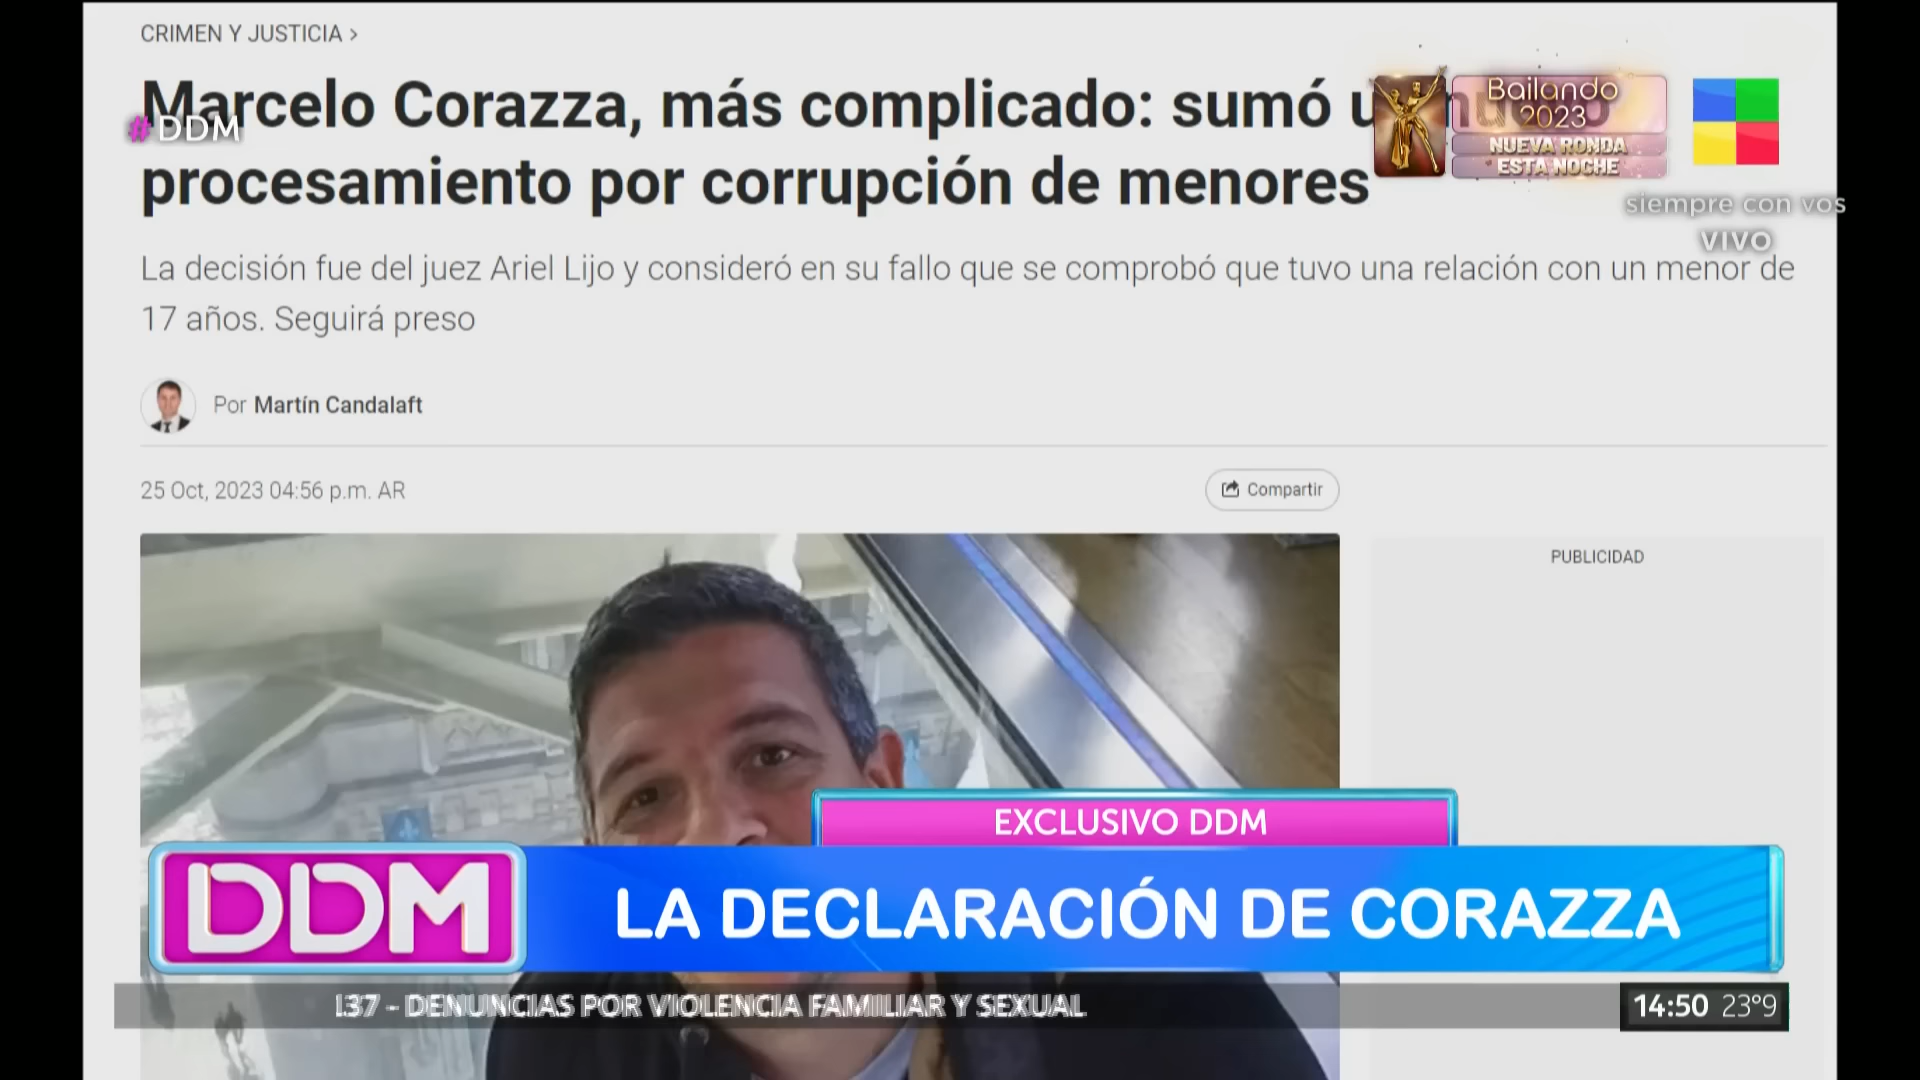 CRIMEN Y JUSTICIA >
Marcelo Corazza, más complicado: sumó
procesamiento por corrupción de menores
#DDM
Bailando
2023
NUEVA RONDA
ESTA NOCHE
siempre con vos
VIVO
La decisión fue del juez Ariel Lijo y consideró en su fallo que se comprobó que tuvo una relación con un menor de
17 años. Seguirá preso
Por Martín Candalaft
25 Oct, 2023 04:56 p.m. AR
Compartir
PUBLICIDAD
EXCLUSIVO DDM
DDM
LA DECLARACIÓN DE CORAZZA
137 - DENUNCIAS POR VIOLENCIA FAMILIAR Y SEXUAL
14:50 23°9